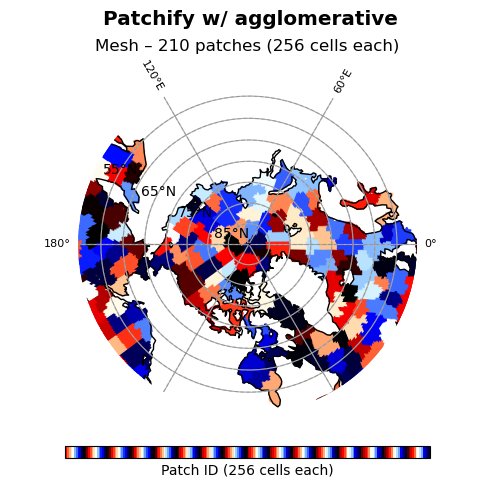 Patchify w/ agglomerative
Mesh – 210 patches (256 cells each)
120°E
60°E
65°N
85°N
180°
0°
Patch ID (256 cells each)